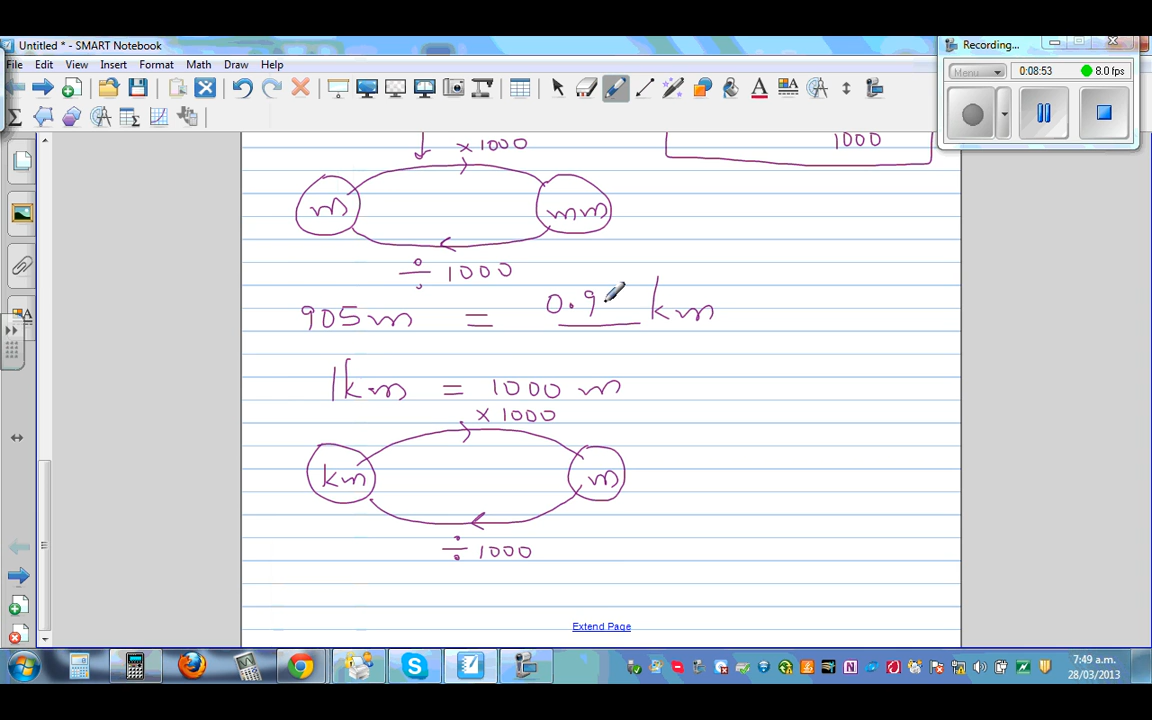 Untitled * - SMART Notebook
Recording...
File Edit View Insert Format Math Draw Help
Menu 0:08:53 8.0 fps
x 1000
1000
m mm
÷ 1000
905 m = 0.9 km
1km = 1000 m
x 1000
km m
÷ 1000
Extend Page
7:49 a.m.
28/03/2013